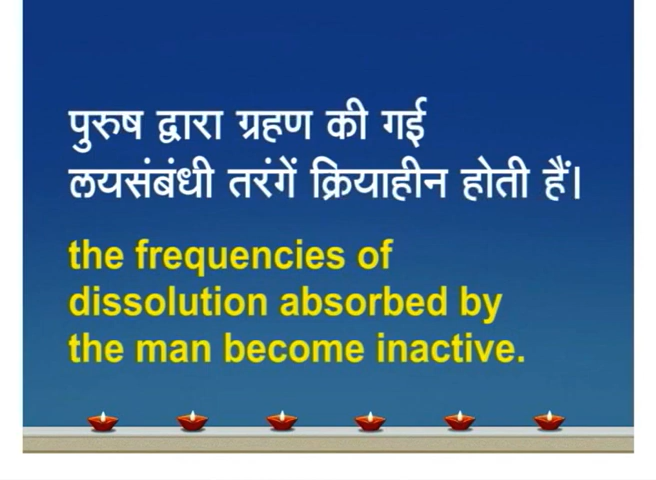 पुरुष द्वारा ग्रहण की गई
लयसंबंधी तरंगें क्रियाहीन होती हैं।
the frequencies of
dissolution absorbed by
the man become inactive.